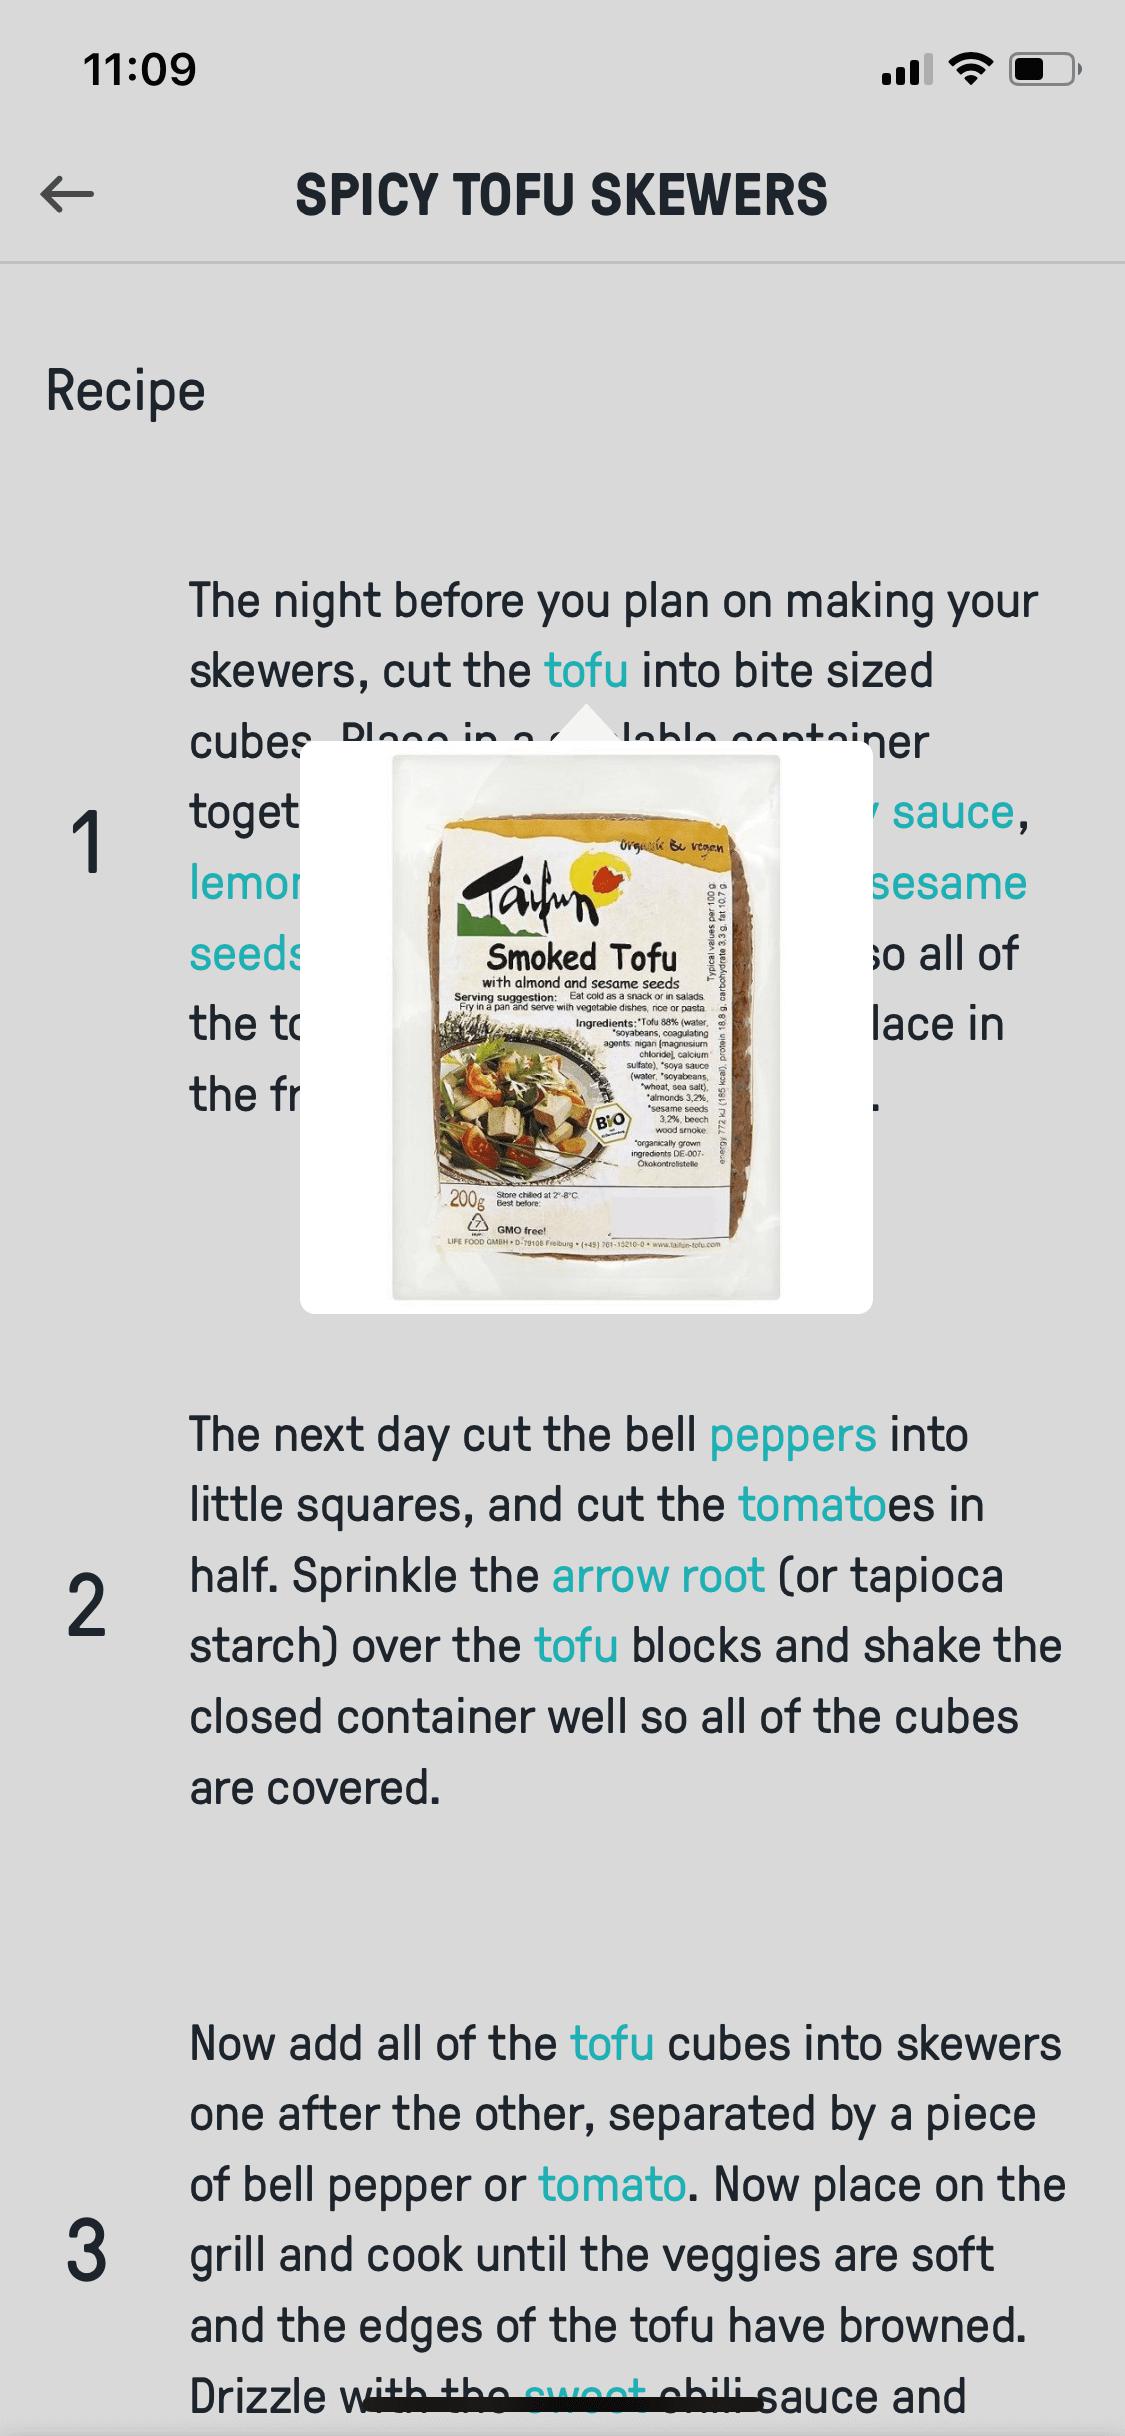 11:09
SPICY TOFU SKEWERS
Recipe
1
The night before you plan on making your
skewers, cut the tofu into bite sized
cubes. Place in a container
sauce,
sesame
seeds so all of
the
the
Organic & vegan
Taifun
Smoked Tofu
with almond and sesame seeds
Serving suggestion: Eat cold as a snack or in salads.
Fry in a pan and serve with vegetable dishes, rice or pasta.
Ingredients: *Tofu 88% (water,
*soyabeans, coagulating
agents: nigari [magnesium
chloride], calcium
sulfate), *soya sauce
(water, *soyabeans,
*wheat, sea salt),
*almonds 3,2%,
*sesame seeds
3,2%, beech
wood smoke.
*organically grown
ingredients DE-007-
Ökokontrollstelle
Typical values per 100 g:
energy 772 kJ (185 kcal), protein 18,8 g, carbohydrate 3,3 g, fat 10,7 g.
BiO
200g
Store chilled at 2°-8°C.
Best before:
7
GMO free!
LIFE FOOD GMBH • D-79108 Freiburg • (+49) 761-15210-0 • www.taifun-tofu.com
2
The next day cut the bell peppers into
little squares, and cut the tomatoes in
half. Sprinkle the arrow root (or tapioca
starch) over the tofu blocks and shake the
closed container well so all of the cubes
are covered.
3
Now add all of the tofu cubes into skewers
one after the other, separated by a piece
of bell pepper or tomato. Now place on the
grill and cook until the veggies are soft
and the edges of the tofu have browned.
Drizzle with the sweet chili sauce and